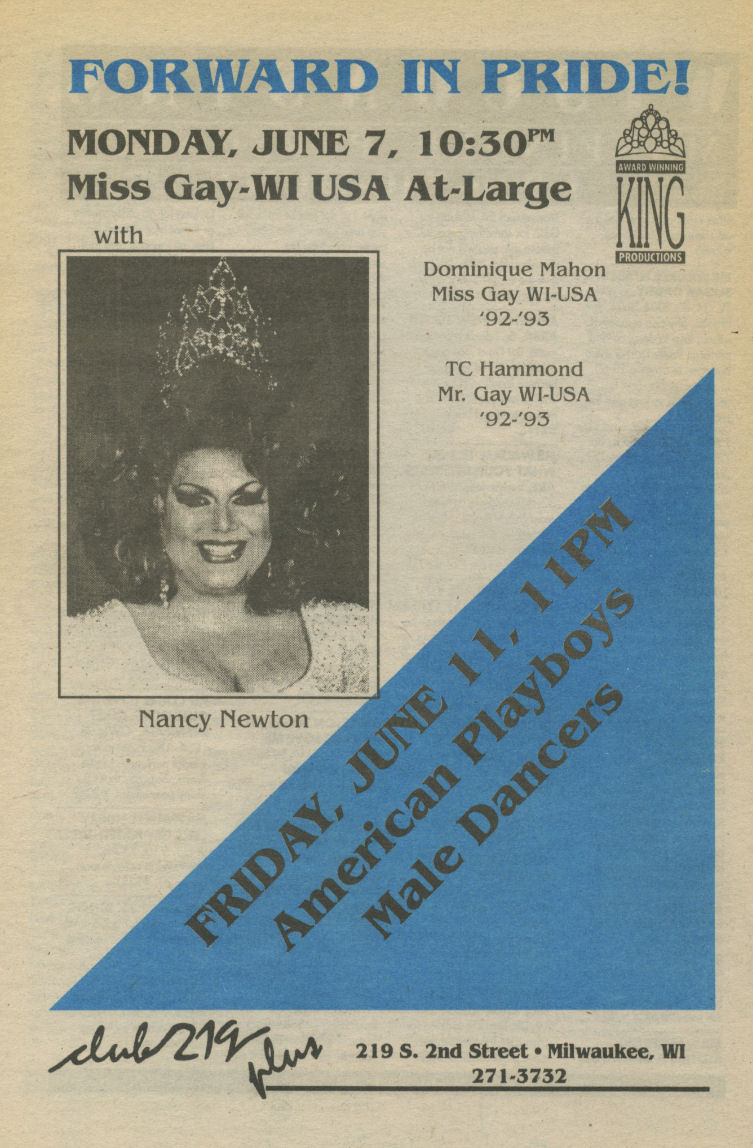 FORWARD IN PRIDE!
MONDAY, JUNE 7, 10:30PM
Miss Gay-WI USA At-Large
AWARD WINNING
KING
PRODUCTIONS
with
Dominique Mahon
Miss Gay WI-USA
'92-'93
TC Hammond
Mr. Gay WI-USA
'92-'93
Nancy Newton
FRIDAY, JUNE 11, 11PM
American Playboys
Male Dancers
club 219
plus
219 S. 2nd Street • Milwaukee, WI
271-3732